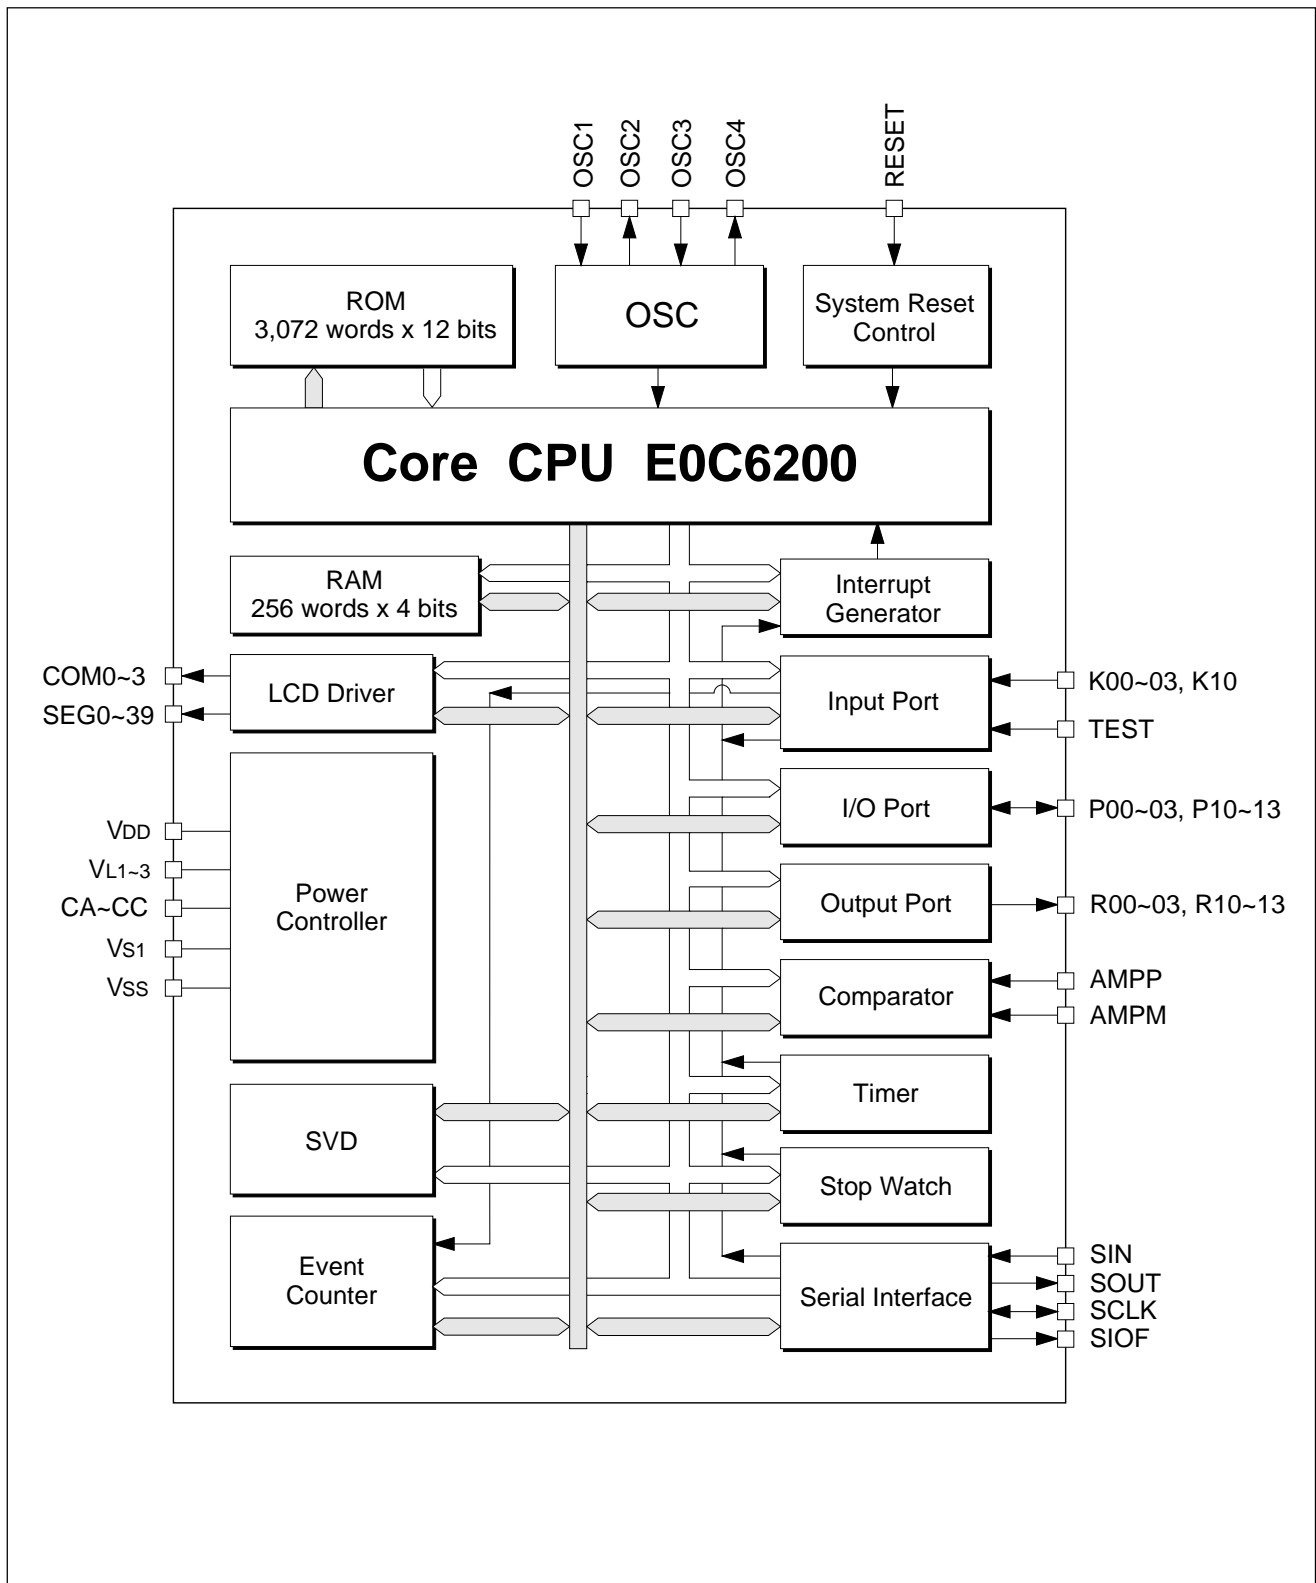 OSC1
OSC2
OSC3
OSC4
RESET
ROM
3,072 words x 12 bits
OSC
System Reset
Control
Core CPU E0C6200
RAM
256 words x 4 bits
Interrupt
Generator
COM0~3
SEG0~39
LCD Driver
Input Port
K00~03, K10
TEST
I/O Port
P00~03, P10~13
VDD
VL1~3
CA~CC
VS1
VSS
Power
Controller
Output Port
R00~03, R10~13
Comparator
AMPP
AMPM
Timer
SVD
Stop Watch
Event
Counter
Serial Interface
SIN
SOUT
SCLK
SIOF